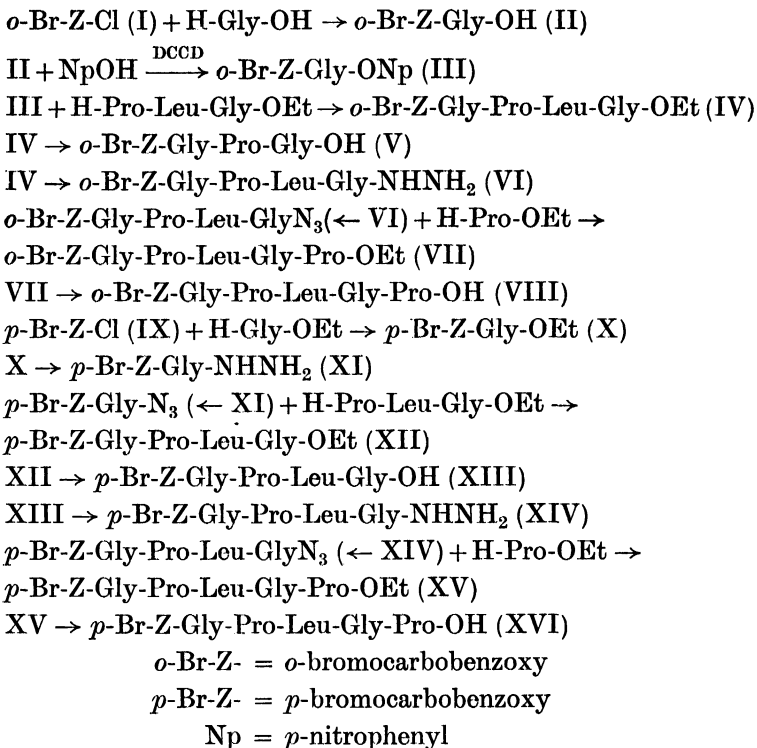 o-Br-Z-Cl (I) + H-Gly-OH → o-Br-Z-Gly-OH (II)
II + NpOH —DCCD→ o-Br-Z-Gly-ONp (III)
III + H-Pro-Leu-Gly-OEt → o-Br-Z-Gly-Pro-Leu-Gly-OEt (IV)
IV → o-Br-Z-Gly-Pro-Gly-OH (V)
IV → o-Br-Z-Gly-Pro-Leu-Gly-NHNH₂ (VI)
o-Br-Z-Gly-Pro-Leu-GlyN₃(← VI) + H-Pro-OEt →
o-Br-Z-Gly-Pro-Leu-Gly-Pro-OEt (VII)
VII → o-Br-Z-Gly-Pro-Leu-Gly-Pro-OH (VIII)
p-Br-Z-Cl (IX) + H-Gly-OEt → p-Br-Z-Gly-OEt (X)
X → p-Br-Z-Gly-NHNH₂ (XI)
p-Br-Z-Gly-N₃ (← XI) + H-Pro-Leu-Gly-OEt →
p-Br-Z-Gly-Pro-Leu-Gly-OEt (XII)
XII → p-Br-Z-Gly-Pro-Leu-Gly-OH (XIII)
XIII → p-Br-Z-Gly-Pro-Leu-Gly-NHNH₂ (XIV)
p-Br-Z-Gly-Pro-Leu-GlyN₃ (← XIV) + H-Pro-OEt →
p-Br-Z-Gly-Pro-Leu-Gly-Pro-OEt (XV)
XV → p-Br-Z-Gly-Pro-Leu-Gly-Pro-OH (XVI)
o-Br-Z- = o-bromocarbobenzoxy
p-Br-Z- = p-bromocarbobenzoxy
Np = p-nitrophenyl